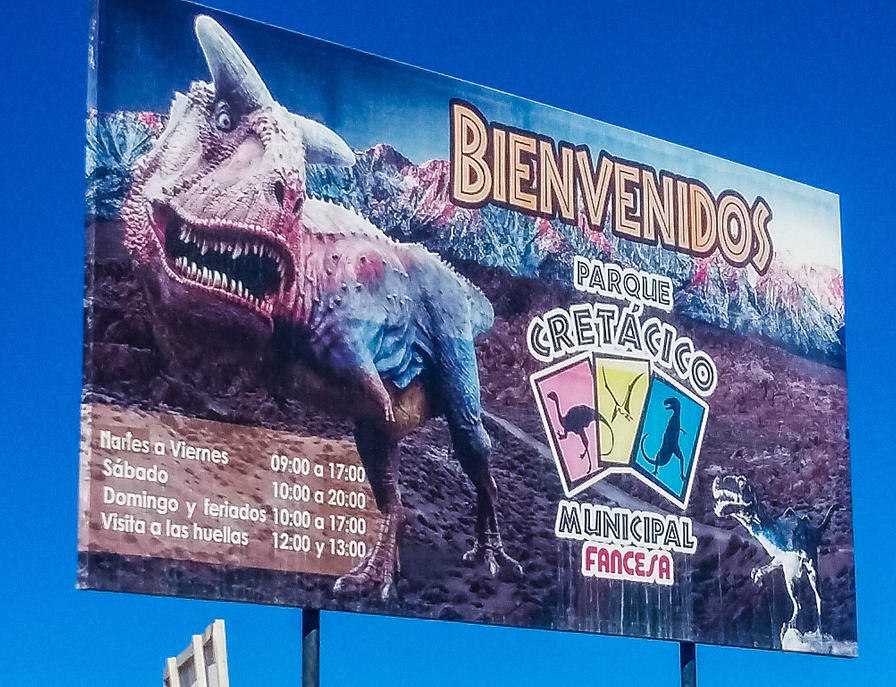 BIENVENIDOS
PARQUE
CRETÁCICO
MUNICIPAL
FANCESA
Martes a Viernes 09:00 a 17:00
Sábado 10:00 a 20:00
Domingo y feriados 10:00 a 17:00
Visita a las huellas 12:00 y 13:00